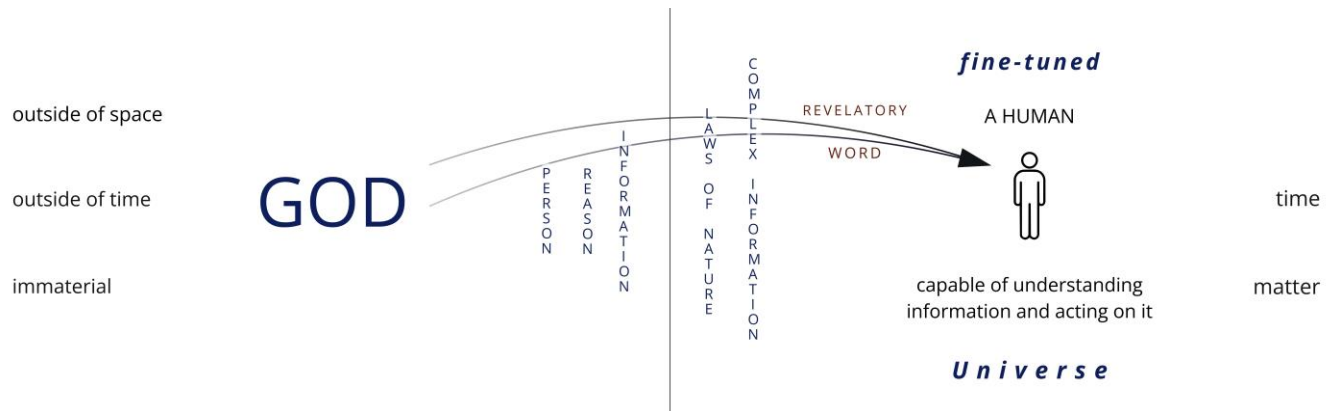 outside of space
outside of time
immaterial
GOD
PERSON
REASON
INFORMATION
LAWS OF NATURE
COMPLEX INFORMATION
REVELATORY
WORD
fine-tuned
A HUMAN
capable of understanding
information and acting on it
Universe
time
matter